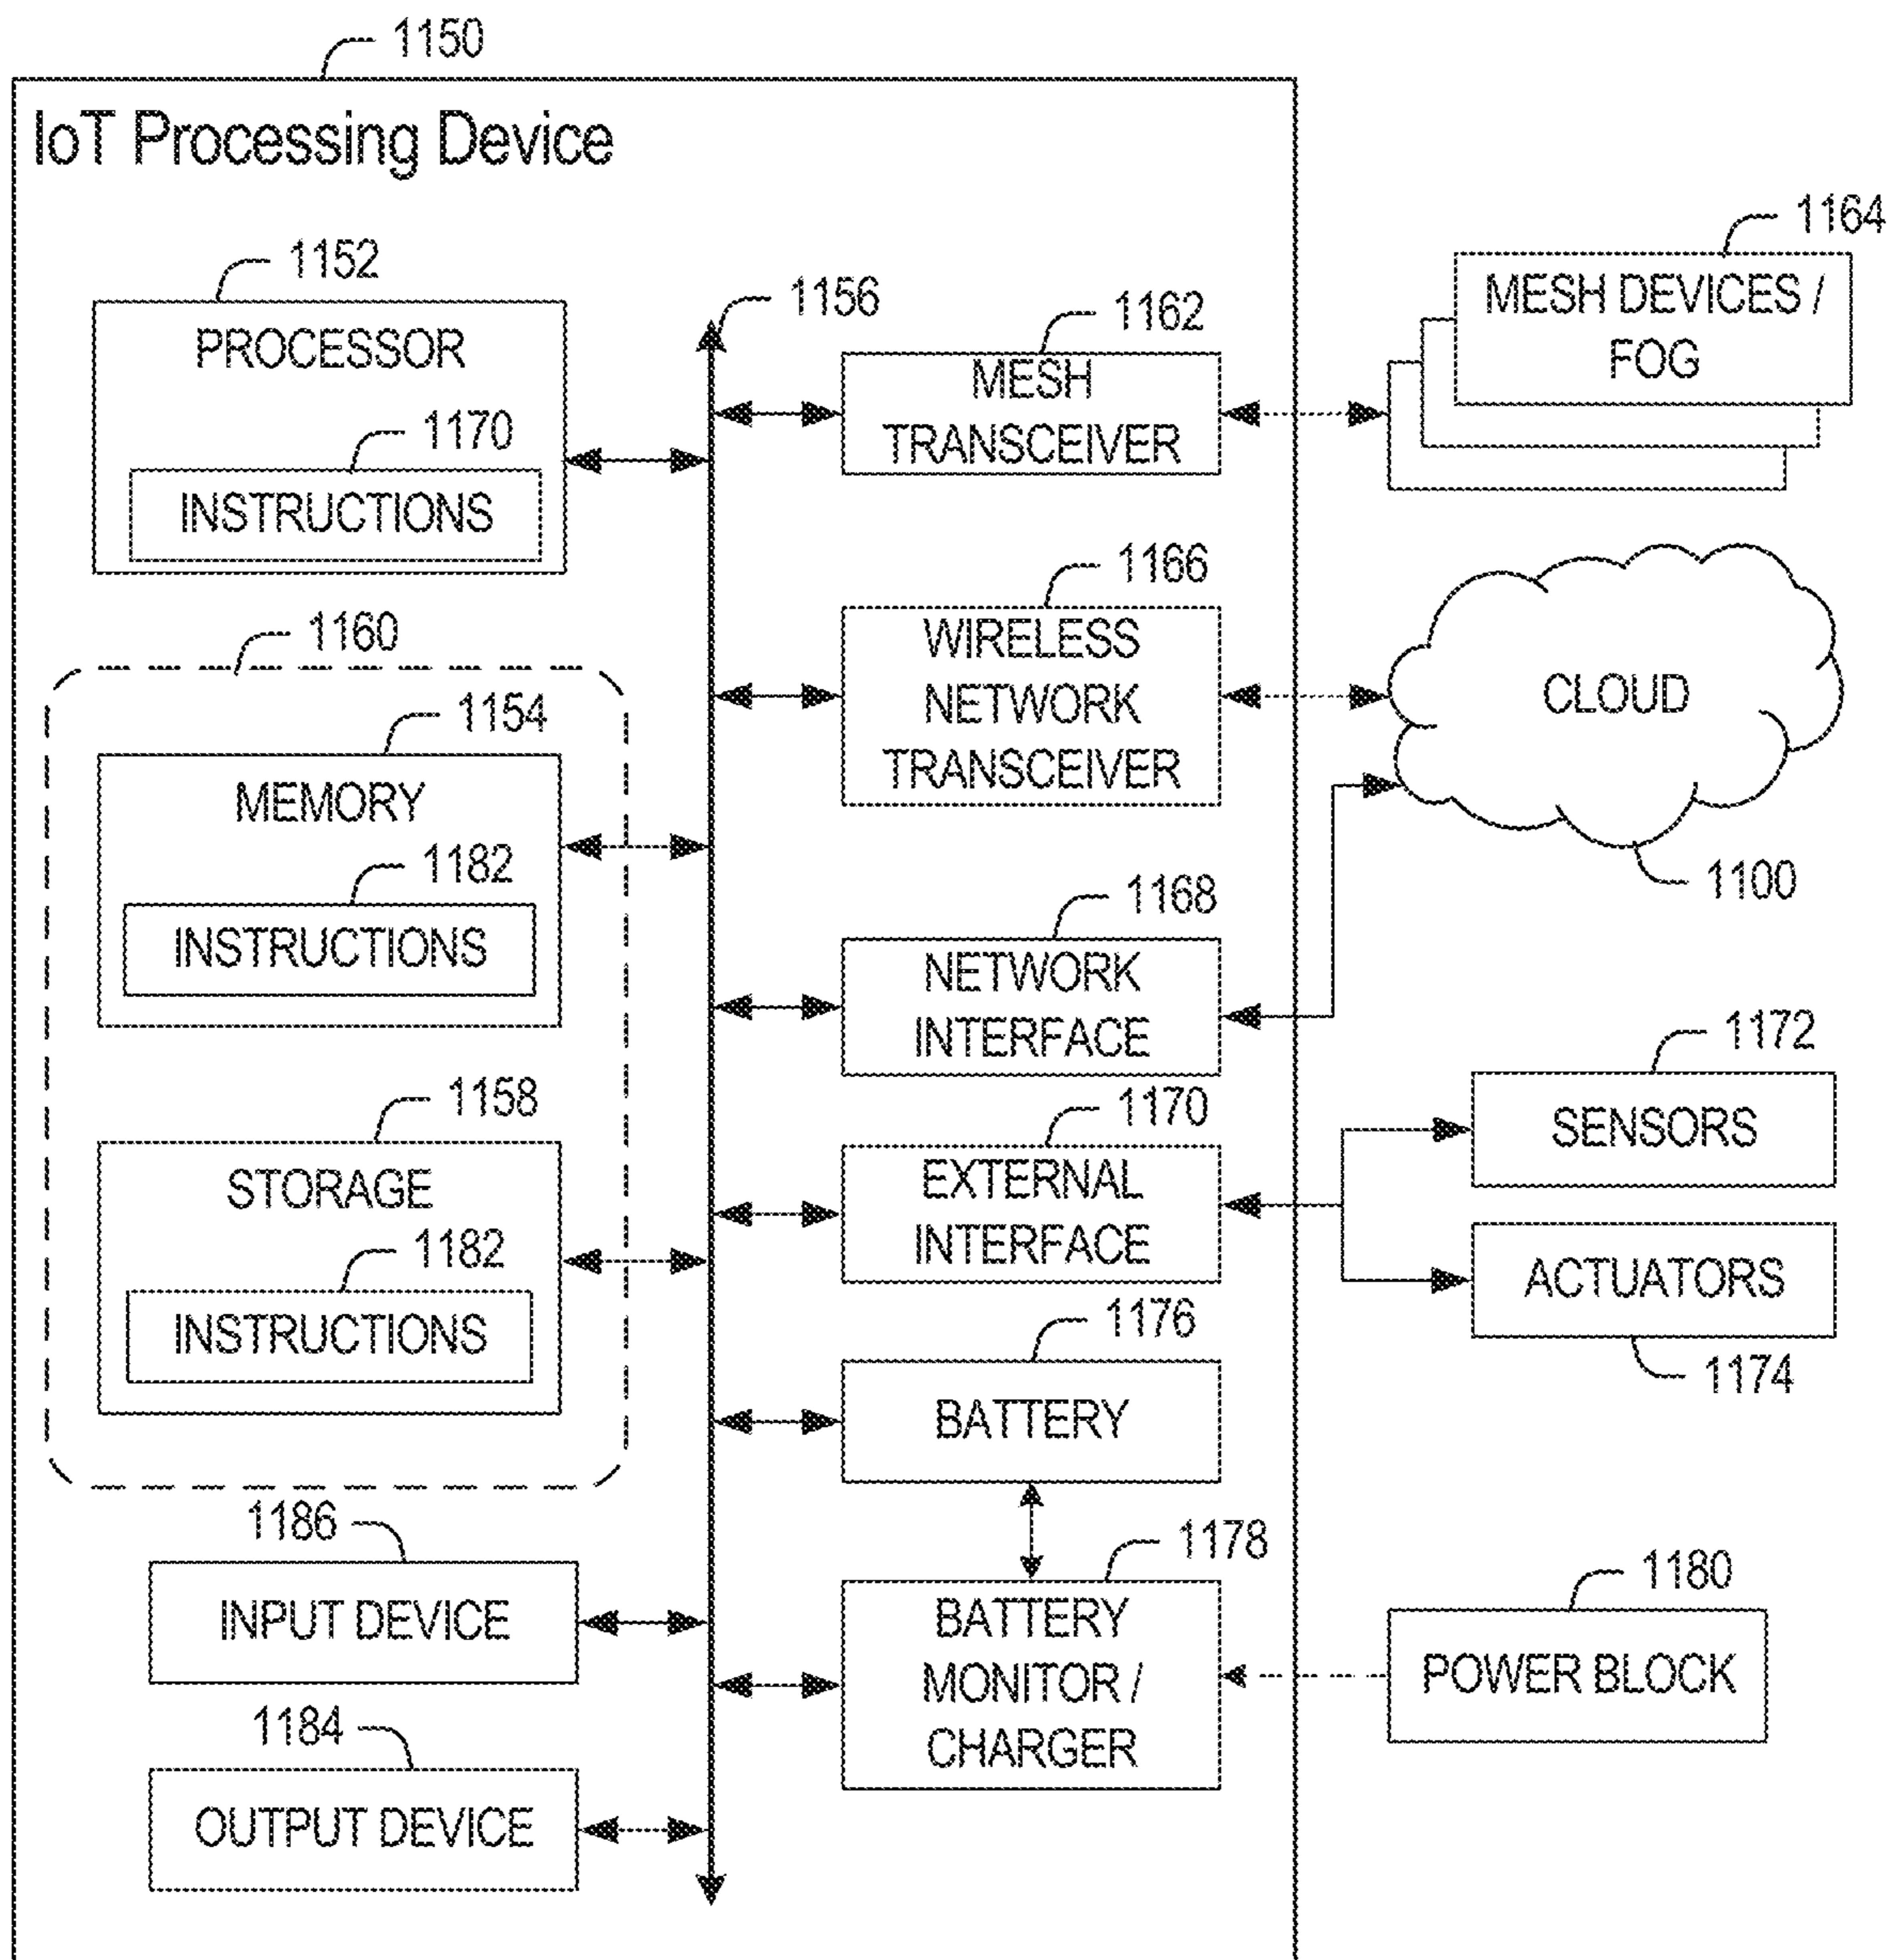 1150
IoT Processing Device
1152
PROCESSOR
1170
INSTRUCTIONS
1160
1154
MEMORY
1182
INSTRUCTIONS
1158
STORAGE
1182
INSTRUCTIONS
1186
INPUT DEVICE
1184
OUTPUT DEVICE
1156
1162
MESH
TRANSCEIVER
1166
WIRELESS
NETWORK
TRANSCEIVER
1168
NETWORK
INTERFACE
1170
EXTERNAL
INTERFACE
1176
BATTERY
1178
BATTERY
MONITOR /
CHARGER
1164
MESH DEVICES /
FOG
CLOUD
1100
1172
SENSORS
ACTUATORS
1174
1180
POWER BLOCK